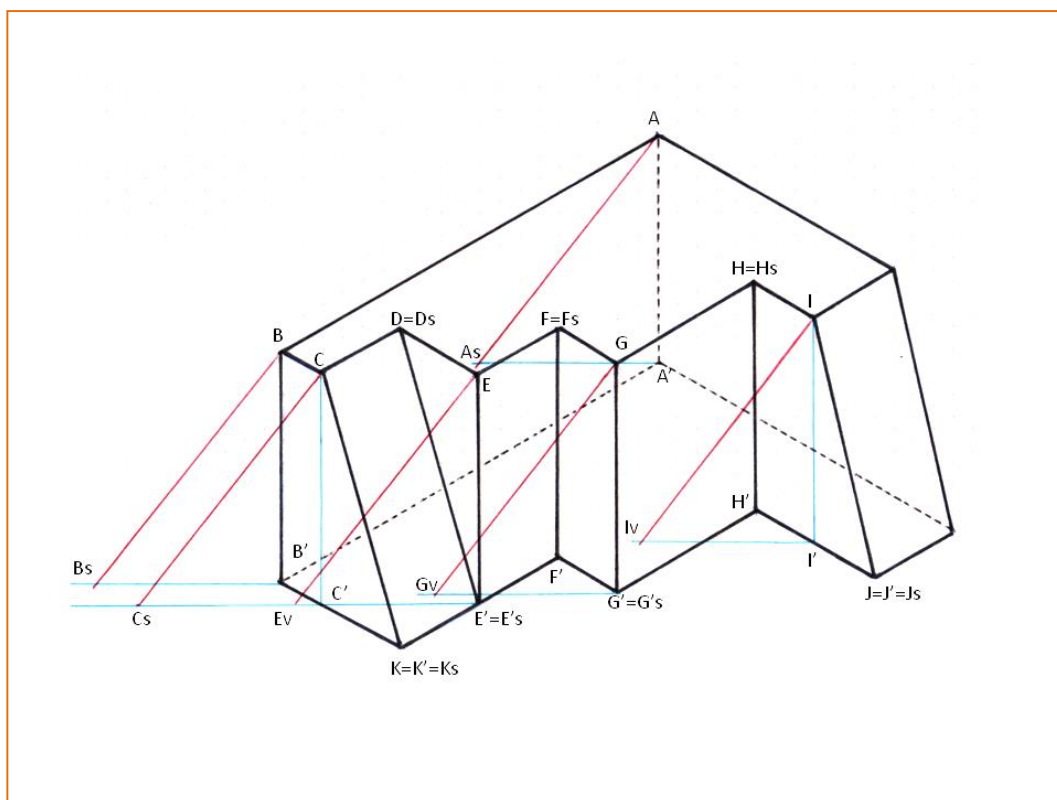 A
H=Hs
I
D=Ds
F=Fs
B
C
As
G
E
A'
H'
Iv
B'
Bs
I'
F'
Gv
C'
J=J'=Js
G'=G's
Cs
Ev
E'=E's
K=K'=Ks